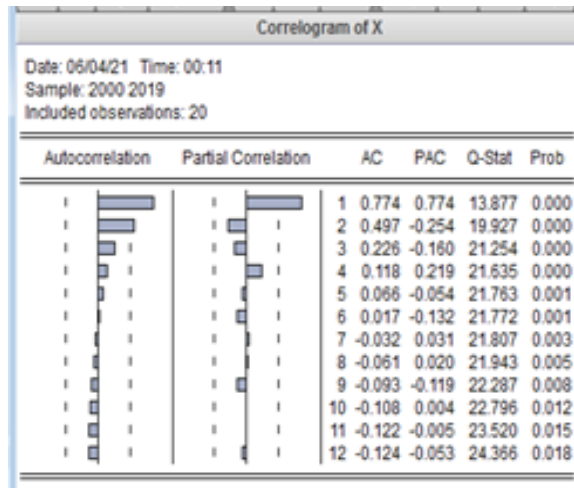 Correlogram of X
Date: 06/04/21 Time: 00:11
Sample: 2000 2019
Included observations: 20
Autocorrelation Partial Correlation AC PAC Q-Stat Prob
1 0.774 0.774 13.877 0.000
2 0.497 -0.254 19.927 0.000
3 0.226 -0.160 21.254 0.000
4 0.118 0.219 21.635 0.000
5 0.066 -0.054 21.763 0.001
6 0.017 -0.132 21.772 0.001
7 -0.032 0.031 21.807 0.003
8 -0.061 0.020 21.943 0.005
9 -0.093 -0.119 22.287 0.008
10 -0.108 0.004 22.796 0.012
11 -0.122 -0.005 23.520 0.015
12 -0.124 -0.053 24.366 0.018